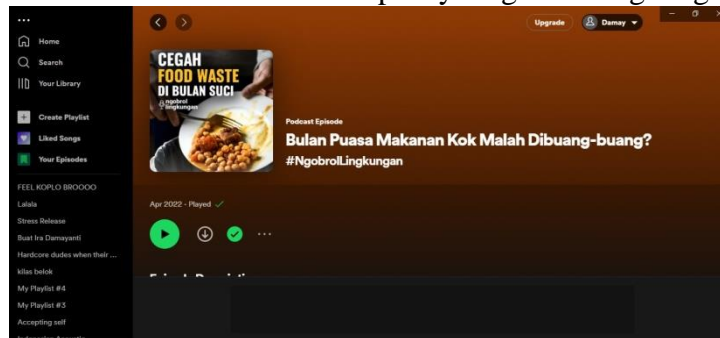 ...
Home
Search
Your Library
Create Playlist
Liked Songs
Your Episodes
FEEL KOPLO BROOOO
Lalala
Stress Release
Buat Ira Damayanti
Hardcore dudes when their ...
kilas belok
My Playlist #4
My Playlist #3
Accepting self
Upgrade
Damay
CEGAH
FOOD WASTE
DI BULAN SUCI
ngobrol
lingkungan
Podcast Episode
Bulan Puasa Makanan Kok Malah Dibuang-buang?
#NgobrolLingkungan
Apr 2022 - Played
...